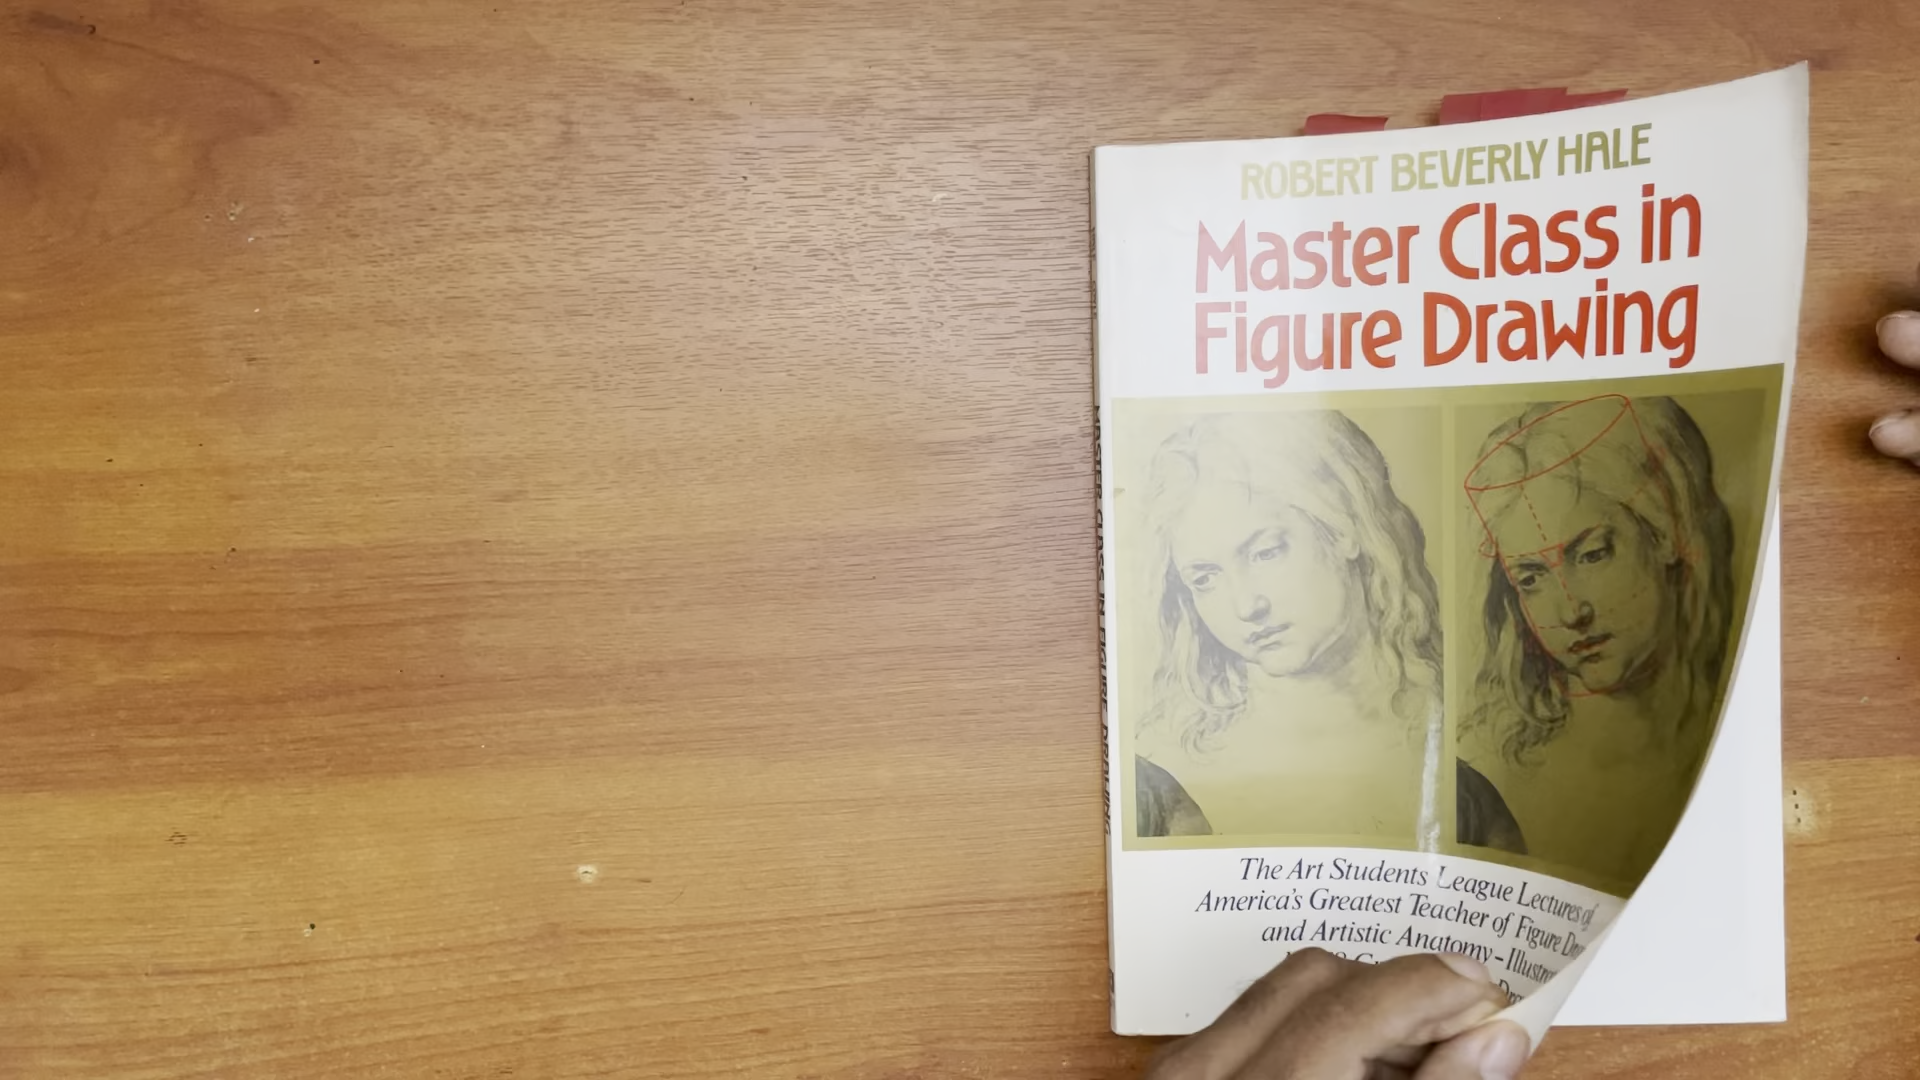 ROBERT BEVERLY HALE
Master Class in
Figure Drawing
The Art Students League Lectures of
America's Greatest Teacher of Figure
and Artistic Anatomy–
MASTER CLASS IN FIGURE DRAWING